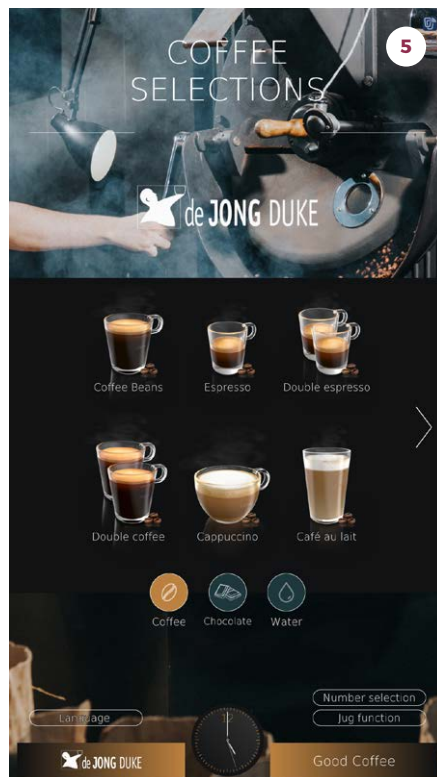 5
COFFEE
SELECTIONS
de JONG DUKE
Coffee Beans
Espresso
Double espresso
Double coffee
Cappuccino
Café au lait
Coffee
Chocolate
Water
Number selection
Language
Jug function
12
de JONG DUKE
Good Coffee